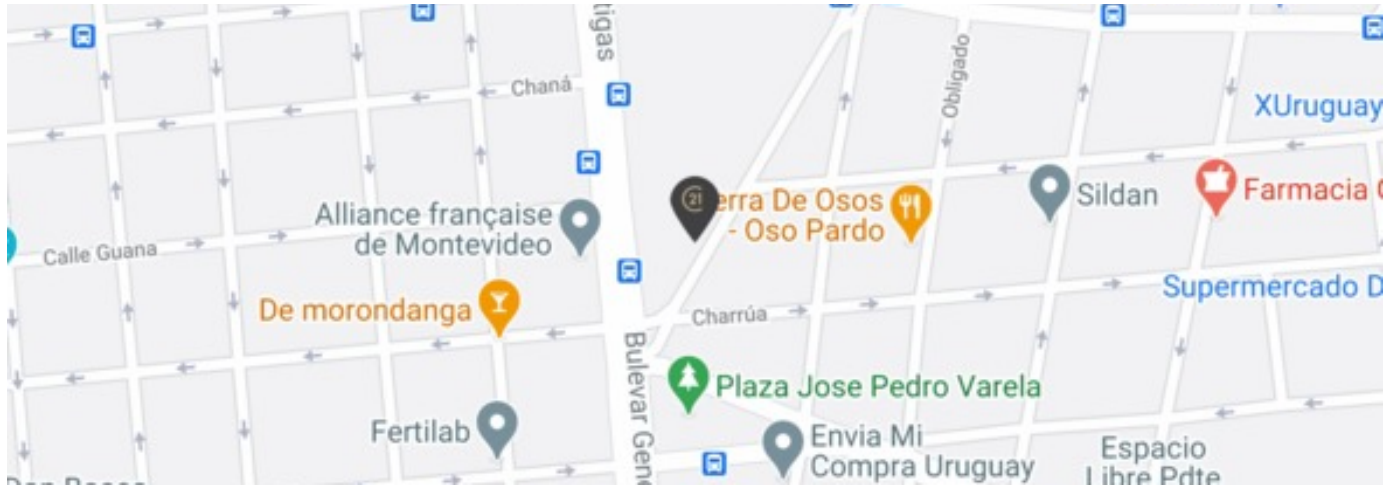 tigas
Chaná
Obligado
XUruguay
21
erra De Osos
- Oso Pardo
Sildan
Farmacia
Alliance française
de Montevideo
Calle Guana
De morondanga
Charrúa
Supermercado D
Bulevar Gene
Plaza Jose Pedro Varela
Fertilab
Envia Mi
Compra Uruguay
Espacio
Libre Pdte